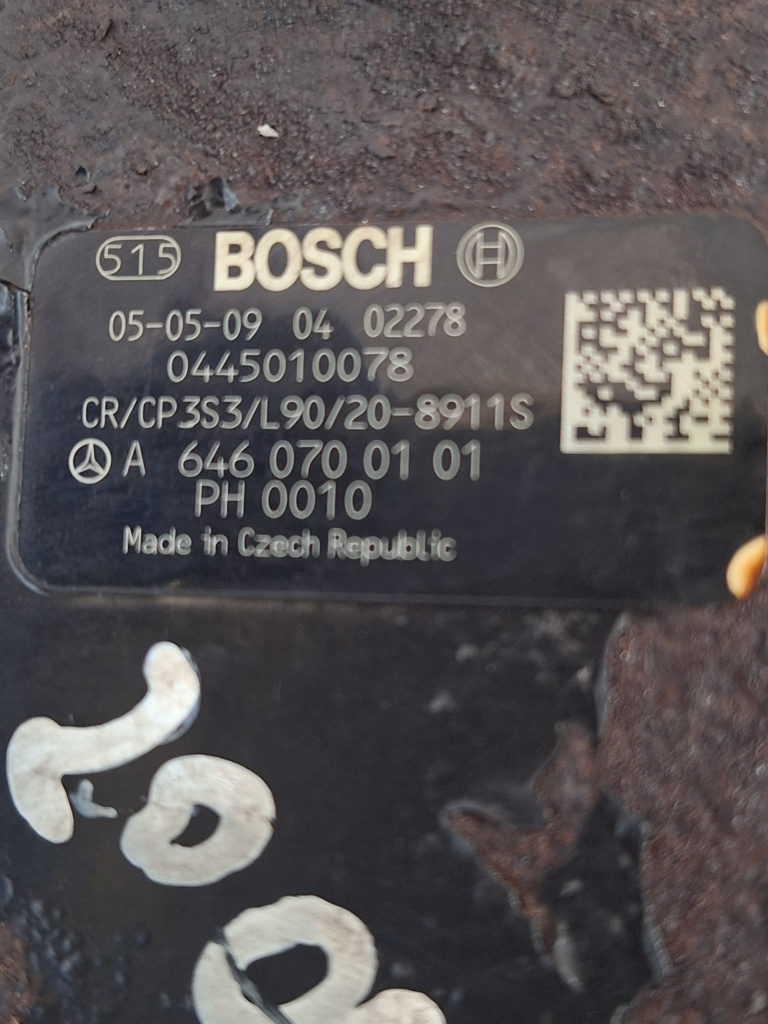 515 BOSCH
05-05-09 04 02278
0445010078
CR/CP3S3/L90/20-8911S
A 646 070 01 01
PH 0010
Made in Czech Republic